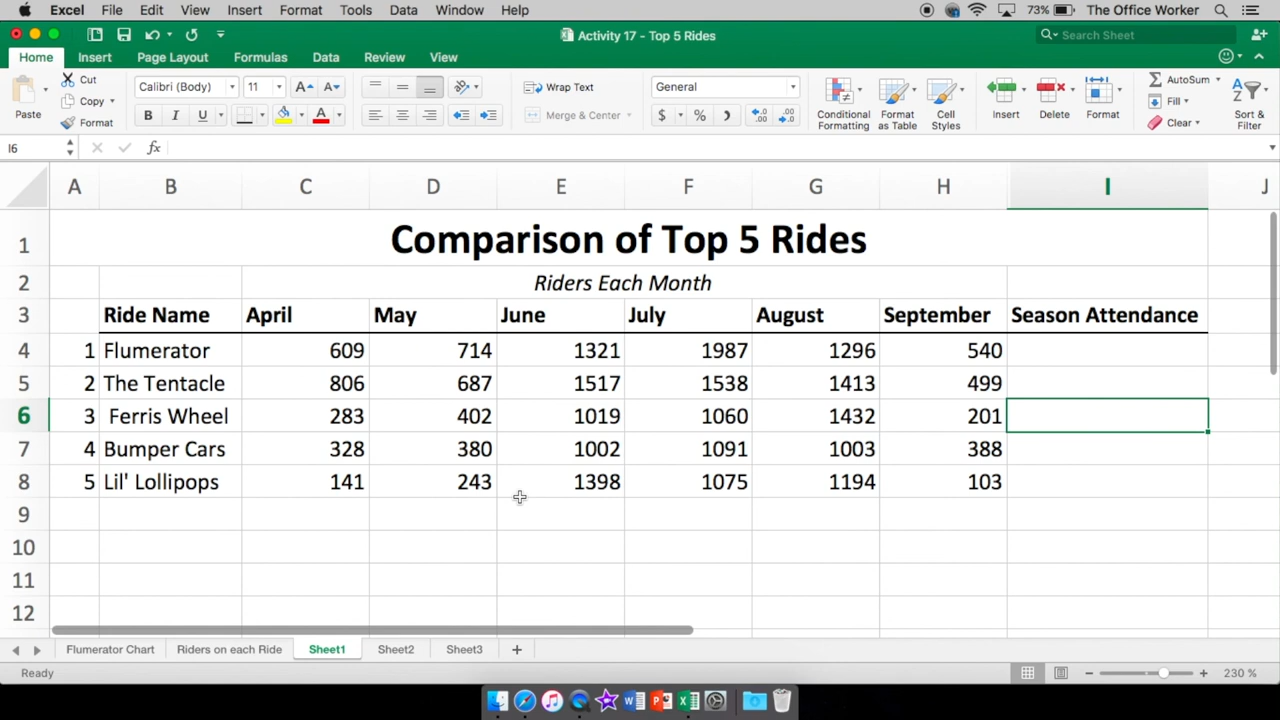 Excel File Edit View Insert Format Tools Data Window Help 73% The Office Worker
Activity 17 - Top 5 Rides
Search Sheet
Home Insert Page Layout Formulas Data Review View
Paste
Cut
Copy
Format
Calibri (Body) 11 A A
B I U A
Wrap Text
Merge & Center
General
$ % )
Conditional Formatting
Format as Table
Cell Styles
Insert
Delete
Format
AutoSum
Fill
Clear
Sort & Filter
I6 fx
A B C D E F G H I J
1 Comparison of Top 5 Rides
2 Riders Each Month
3 Ride Name April May June July August September Season Attendance
4 1 Flumerator 609 714 1321 1987 1296 540
5 2 The Tentacle 806 687 1517 1538 1413 499
6 3 Ferris Wheel 283 402 1019 1060 1432 201
7 4 Bumper Cars 328 380 1002 1091 1003 388
8 5 Lil' Lollipops 141 243 1398 1075 1194 103
9
10
11
12
Flumerator Chart Riders on each Ride Sheet1 Sheet2 Sheet3 +
Ready 230 %